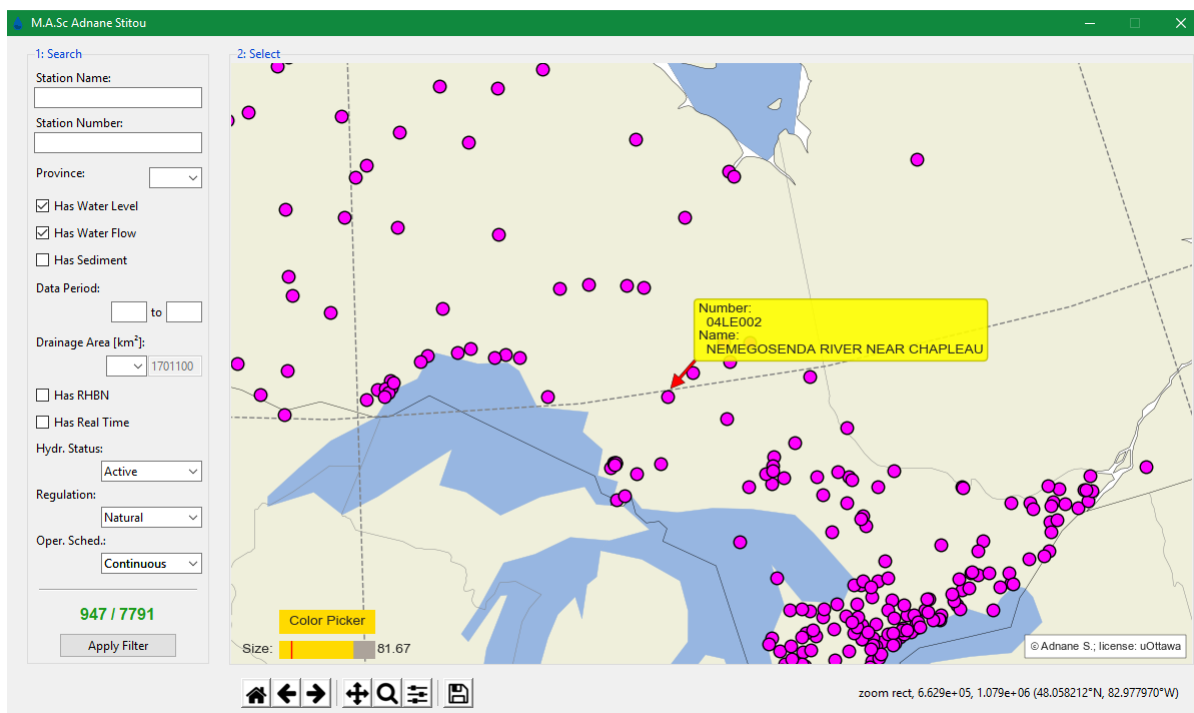 M.A.Sc Adnane Stitou
1: Search
Station Name:
Station Number:
Province:
Has Water Level
Has Water Flow
Has Sediment
Data Period:
to
Drainage Area [km²]:
1701100
Has RHBN
Has Real Time
Hydr. Status:
Active
Regulation:
Natural
Oper. Sched.:
Continuous
947 / 7791
Apply Filter
2: Select
Number:
04LE002
Name:
NEMEGOSENDA RIVER NEAR CHAPLEAU
Color Picker
Size: 81.67
© Adnane S.; license: uOttawa
zoom rect, 6.629e+05, 1.079e+06 (48.058212°N, 82.977970°W)